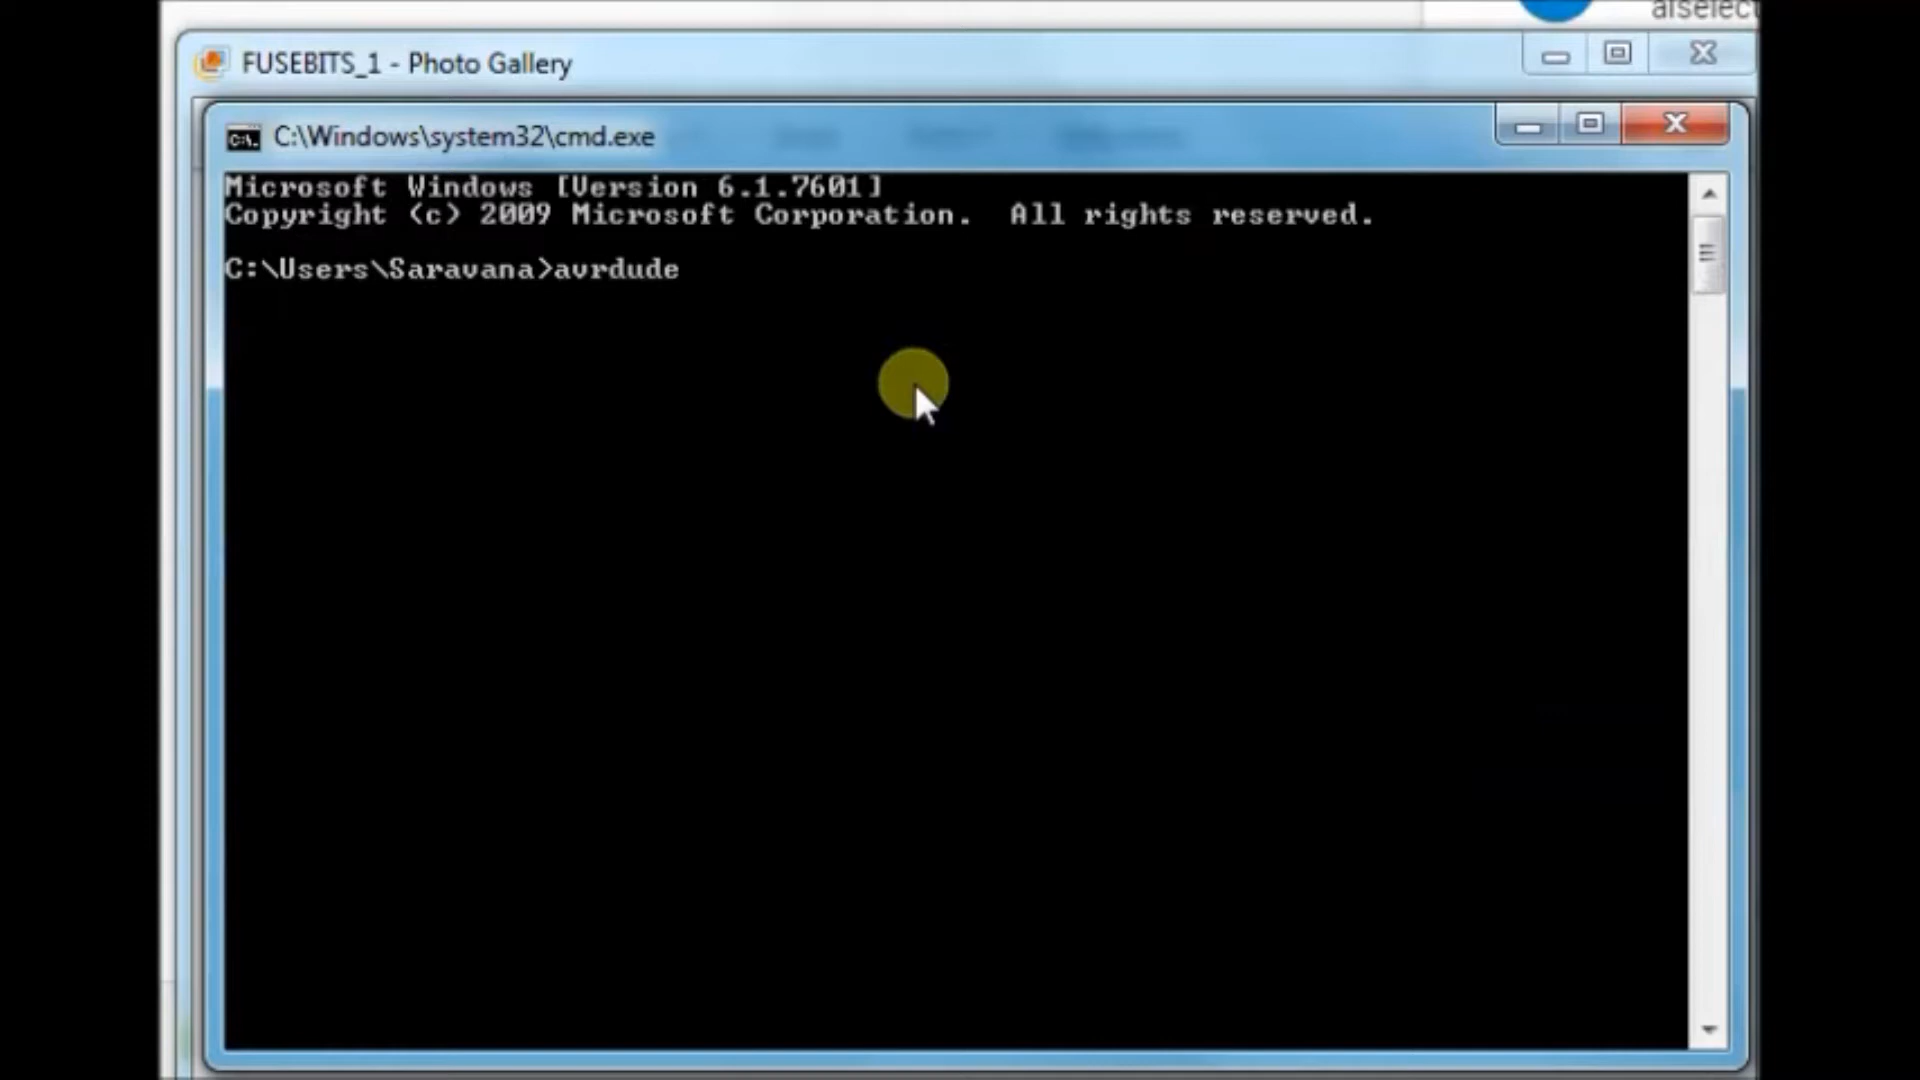 FUSEBITS_1 - Photo Gallery
C:\Windows\system32\cmd.exe
Microsoft Windows [Version 6.1.7601]
Copyright (c) 2009 Microsoft Corporation.  All rights reserved.
C:\Users\Saravana>avrdude